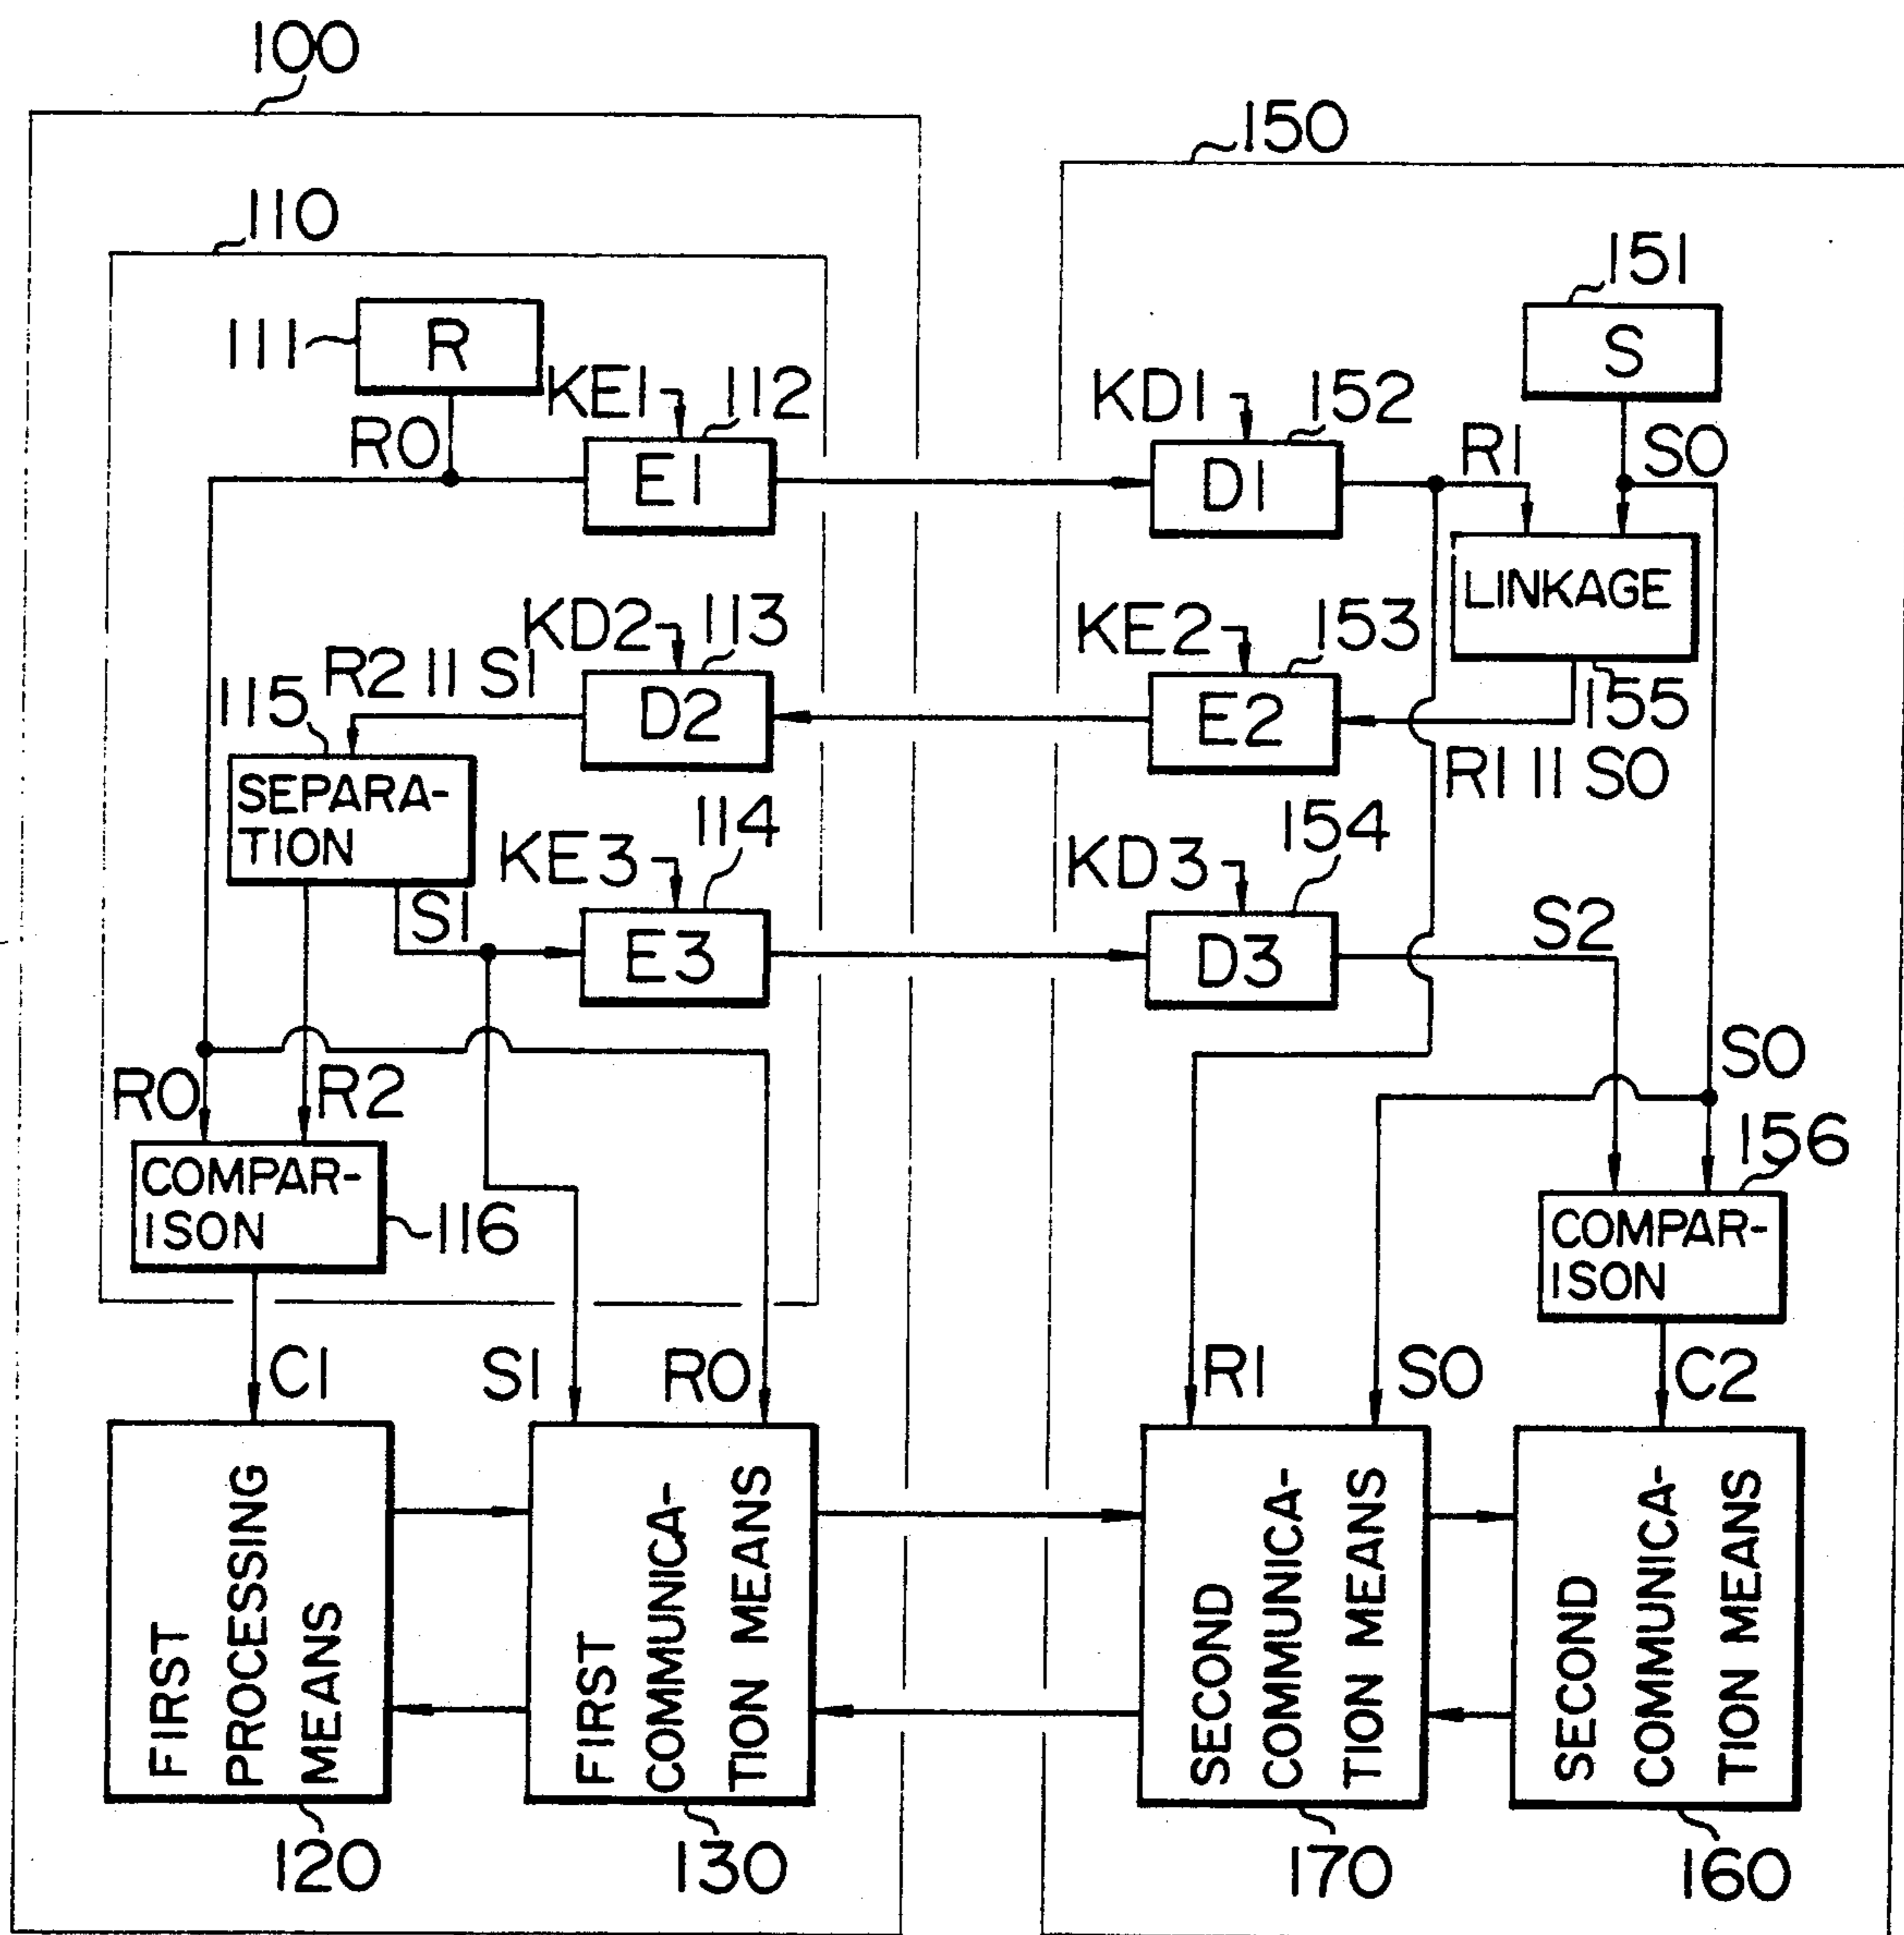 100
150
110
151
111
R
S
KE1
112
KD1
152
R0
R1
S0
E1
D1
LINKAGE
KD2
113
KE2
153
R2 || S1
115
D2
E2
155
R1 || S0
SEPARA-
TION
114
154
KE3
KD3
S1
S2
E3
D3
S0
R0
R2
156
COMPAR-
ISON
116
COMPAR-
ISON
C1
S1
R0
R1
S0
C2
FIRST
PROCESSING
MEANS
FIRST
COMMUNICA-
TION MEANS
SECOND
COMMUNICA-
TION MEANS
SECOND
COMMUNICA-
TION MEANS
120
130
170
160